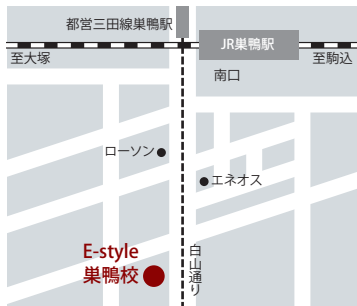 都営三田線巣鴨駅
JR巣鴨駅
至大塚
至駒込
南口
ローソン
エネオス
E-style
巣鴨校
白山通り